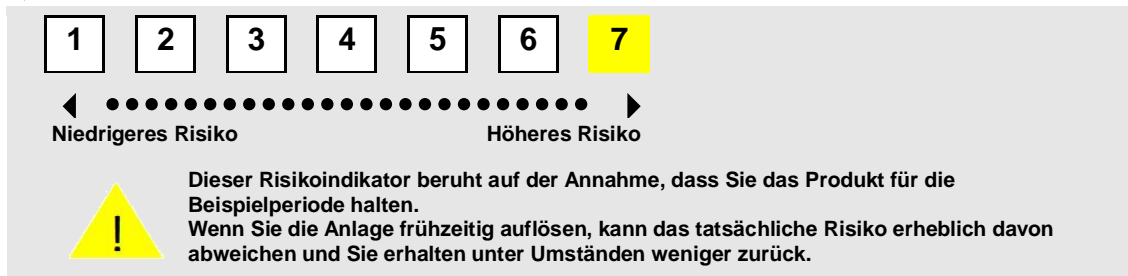 1 2 3 4 5 6 7
Niedrigeres Risiko Höheres Risiko
Dieser Risikoindikator beruht auf der Annahme, dass Sie das Produkt für die
Beispielperiode halten.
! Wenn Sie die Anlage frühzeitig auflösen, kann das tatsächliche Risiko erheblich davon
abweichen und Sie erhalten unter Umständen weniger zurück.